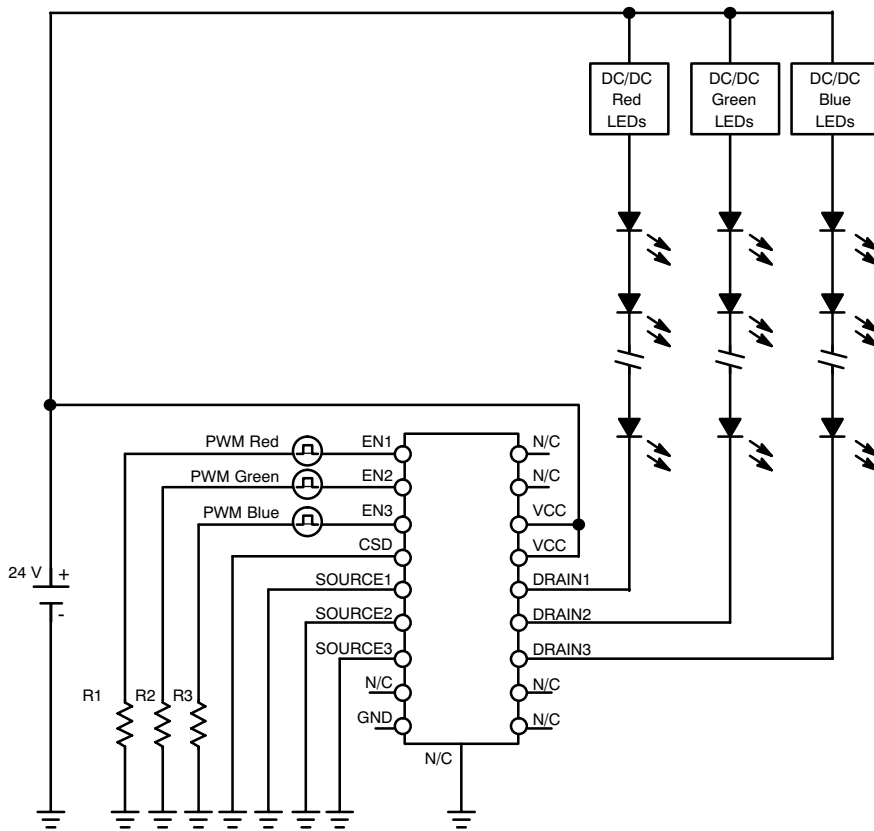 DC/DC
Red
LEDs
DC/DC
Green
LEDs
DC/DC
Blue
LEDs
PWM Red
EN1
N/C
PWM Green
EN2
N/C
PWM Blue
EN3
VCC
CSD
VCC
24 V
+
-
SOURCE1
DRAIN1
SOURCE2
DRAIN2
SOURCE3
DRAIN3
R1
R2
R3
N/C
N/C
GND
N/C
N/C